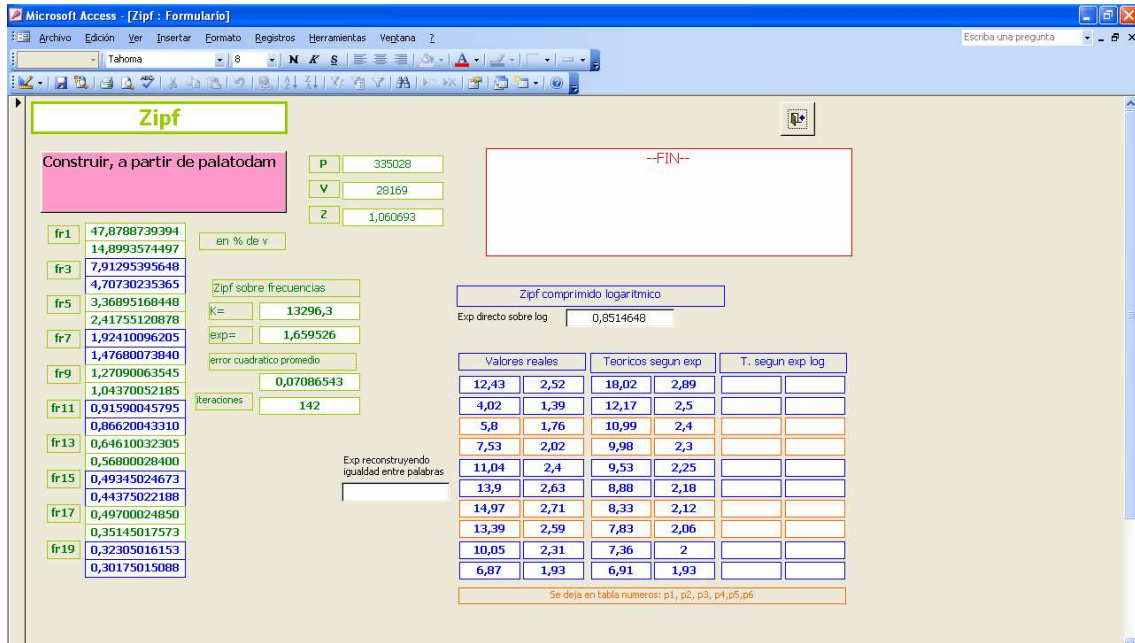 Microsoft Access - [Zipf : Formulario]
Archivo Edición Ver Insertar Formato Registros Herramientas Ventana ?
Escriba una pregunta
Tahoma 8 N K S
Zipf
Construir, a partir de palatodam
P 335028
V 28169
Z 1,060693
--FIN--
fr1 47,8788739394
14,8993574497
fr3 7,91295395648
4,70730235365
fr5 3,36895168448
2,41755120878
fr7 1,92410096205
1,47680073840
fr9 1,27090063545
1,04370052185
fr11 0,91590045795
0,86620043310
fr13 0,64610032305
0,56800028400
fr15 0,49345024673
0,44375022188
fr17 0,49700024850
0,35145017573
fr19 0,32305016153
0,30175015088
en % de v
Zipf sobre frecuencias
K= 13296,3
exp= 1,659526
error cuadratico promedio
0,07086543
iteraciones 142
Exp reconstruyendo
igualdad entre palabras
Zipf comprimido logaritmico
Exp directo sobre log 0,8514648
Valores reales Teoricos segun exp T. segun exp log
12,43 2,52 18,02 2,89
4,02 1,39 12,17 2,5
5,8 1,76 10,99 2,4
7,53 2,02 9,98 2,3
11,04 2,4 9,53 2,25
13,9 2,63 8,88 2,18
14,97 2,71 8,33 2,12
13,39 2,59 7,83 2,06
10,05 2,31 7,36 2
6,87 1,93 6,91 1,93
Se deja en tabla numeros: p1, p2, p3, p4,p5,p6